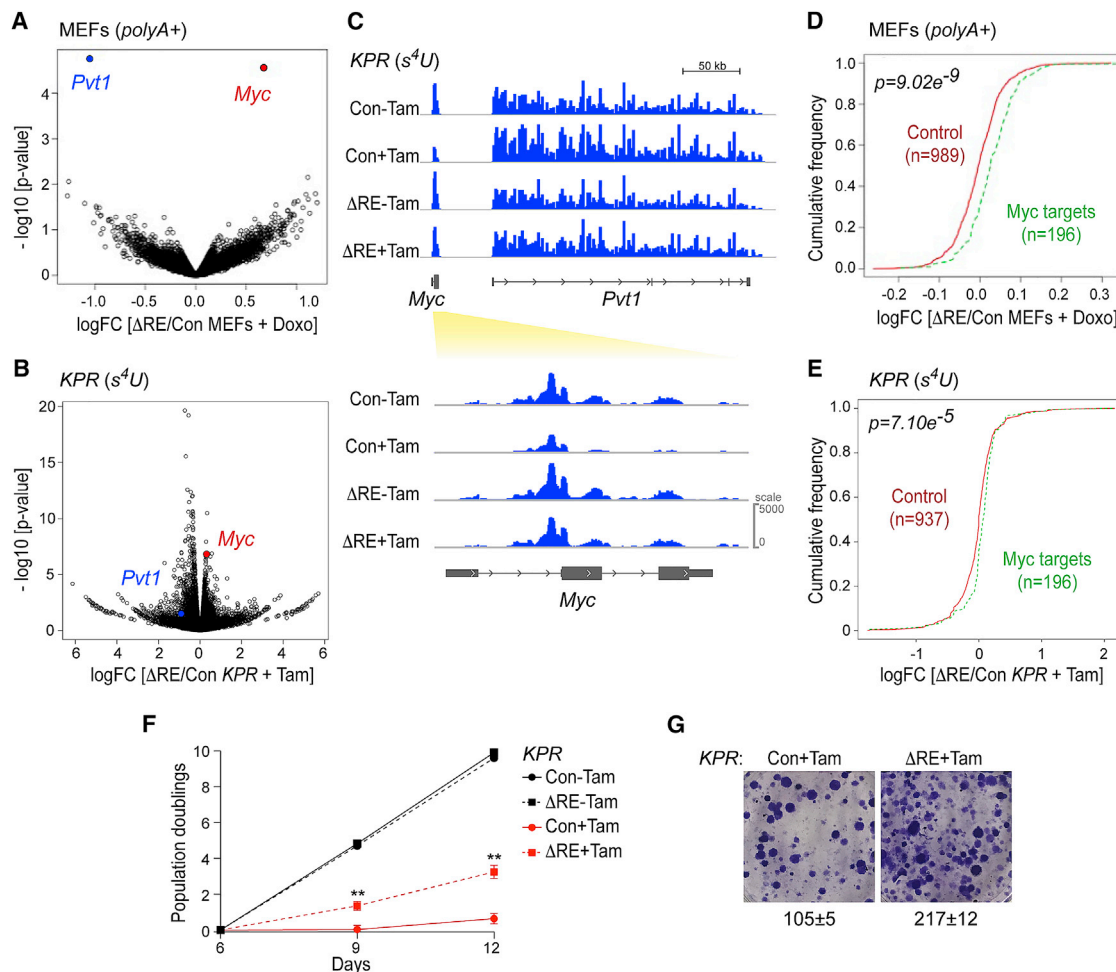 A
MEFs (polyA+)
Pvt1
Myc
4
3
2
1
0
- log10 [p-value]
-1.0 -0.5 0.0 0.5 1.0
logFC [ΔRE/Con MEFs + Doxo]
B
KPR (s⁴U)
20
15
10
5
0
- log10 [p-value]
Myc
Pvt1
6 -4 -2 0 2 4 6
logFC [ΔRE/Con KPR + Tam]
C
KPR (s⁴U)
50 kb
Con-Tam
Con+Tam
ΔRE-Tam
ΔRE+Tam
Myc
Pvt1
Con-Tam
Con+Tam
ΔRE-Tam
scale
5000
0
ΔRE+Tam
Myc
D
MEFs (polyA+)
p=9.02e⁻⁹
Control
(n=989)
Myc targets
(n=196)
1.0
0.8
0.6
0.4
0.2
0.0
Cumulative frequency
-0.2 -0.1 0.0 0.1 0.2 0.3
logFC [ΔRE/Con MEFs + Doxo]
E
KPR (s⁴U)
p=7.10e⁻⁵
Control
(n=937)
Myc targets
(n=196)
1.0
0.8
0.6
0.4
0.2
0
Cumulative frequency
-1 0 1 2
logFC [ΔRE/Con KPR + Tam]
F
10
8
6
4
2
0
Population doublings
** **
6 9 12
Days
KPR
Con-Tam
ΔRE-Tam
Con+Tam
ΔRE+Tam
G
KPR: Con+Tam ΔRE+Tam
105±5 217±12